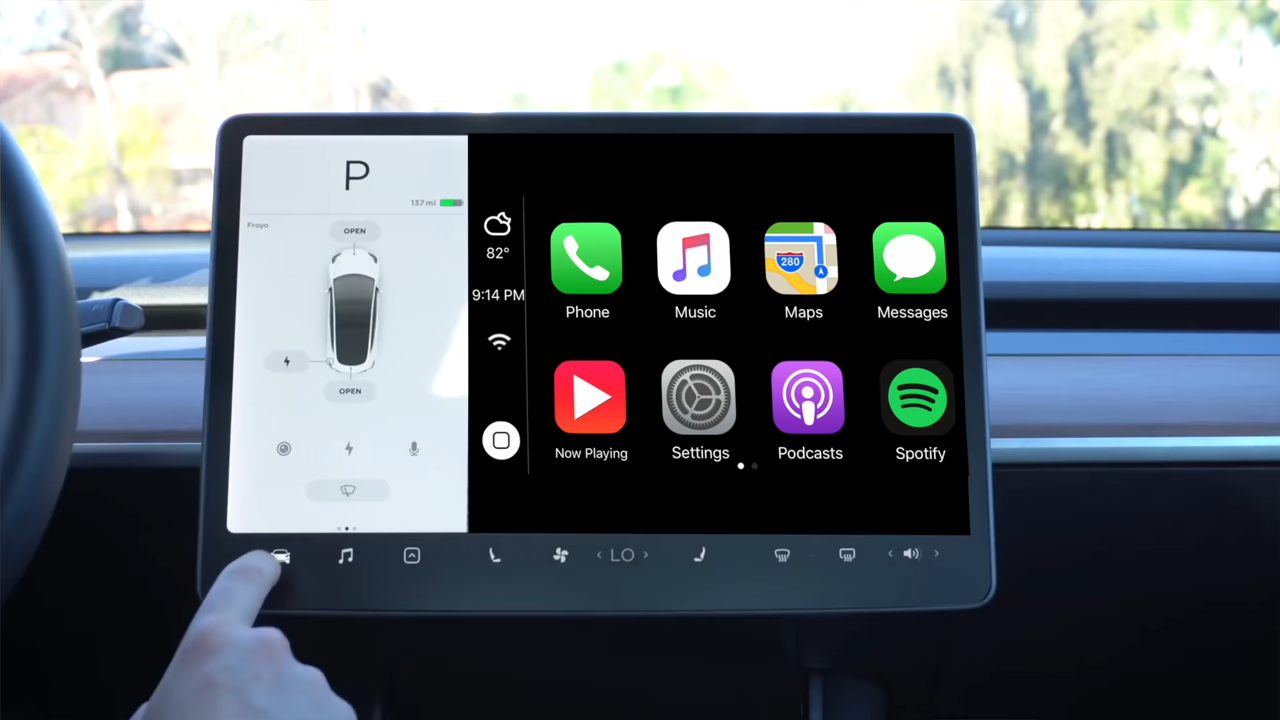 P
137 mi
Froyo
OPEN
OPEN
82°
9:14 PM
Phone
Music
280
Maps
Messages
Now Playing
Settings
Podcasts
Spotify
LO